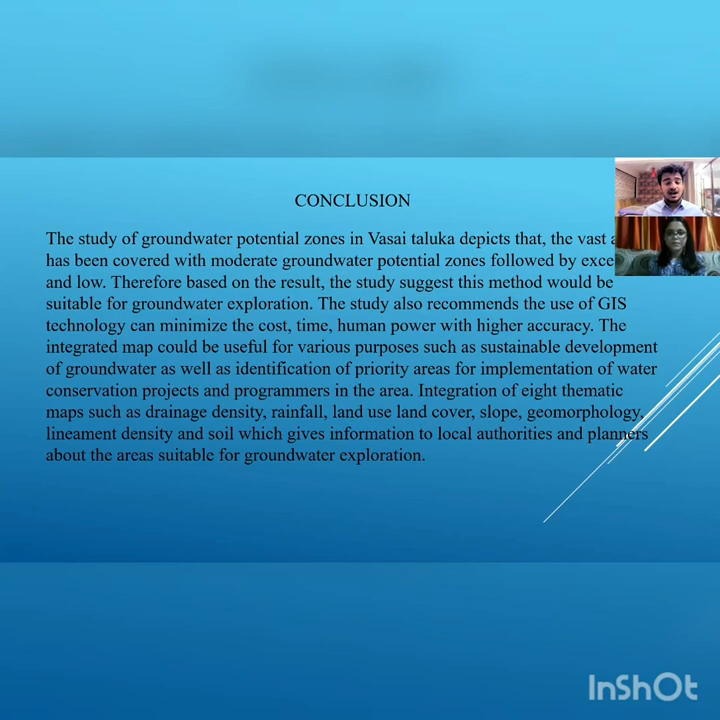 CONCLUSION
The study of groundwater potential zones in Vasai taluka depicts that, the vast
has been covered with moderate groundwater potential zones followed by
and low. Therefore based on the result, the study suggest this method would be
suitable for groundwater exploration. The study also recommends the use of GIS
technology can minimize the cost, time, human power with higher accuracy. The
integrated map could be useful for various purposes such as sustainable development
of groundwater as well as identification of priority areas for implementation of water
conservation projects and programmers in the area. Integration of eight thematic
maps such as drainage density, rainfall, land use land cover, slope, geomorphology,
lineament density and soil which gives information to local authorities and planners
about the areas suitable for groundwater exploration.
InShOt